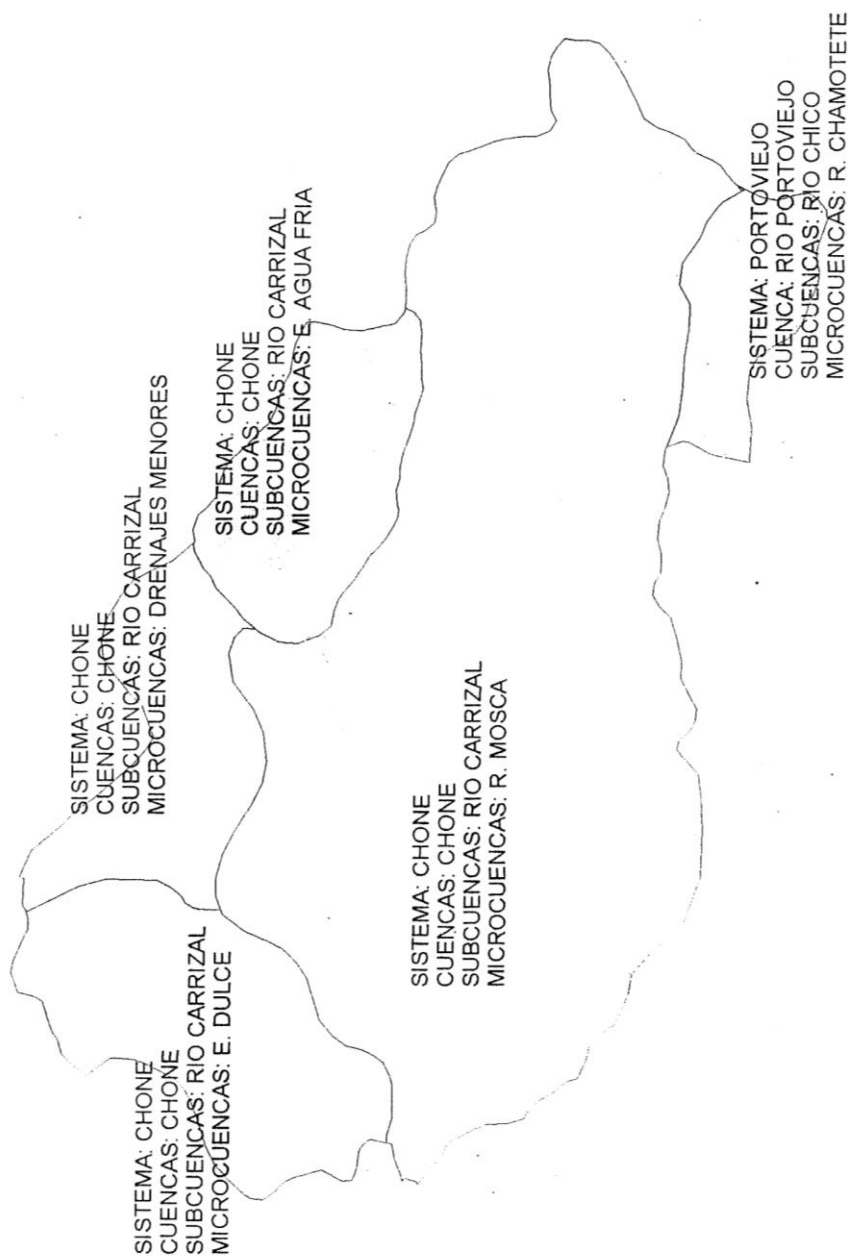 SISTEMA: CHONE
CUENCAS: CHONE
SUBCUENCAS: RIO CARRIZAL
MICROCUENCAS: E. DULCE
SISTEMA: CHONE
CUENCAS: CHONE
SUBCUENCAS: RIO CARRIZAL
MICROCUENCAS: DRENAJES MENORES
SISTEMA: CHONE
CUENCAS: CHONE
SUBCUENCAS: RIO CARRIZAL
MICROCUENCAS: E. AGUA FRIA
SISTEMA: CHONE
CUENCAS: CHONE
SUBCUENCAS: RIO CARRIZAL
MICROCUENCAS: R. MOSCA
SISTEMA: PORTOVIEJO
CUENCA: RIO PORTOVIEJO
SUBCUENCAS: RIO CHICO
MICROCUENCAS: R. CHAMOTETE